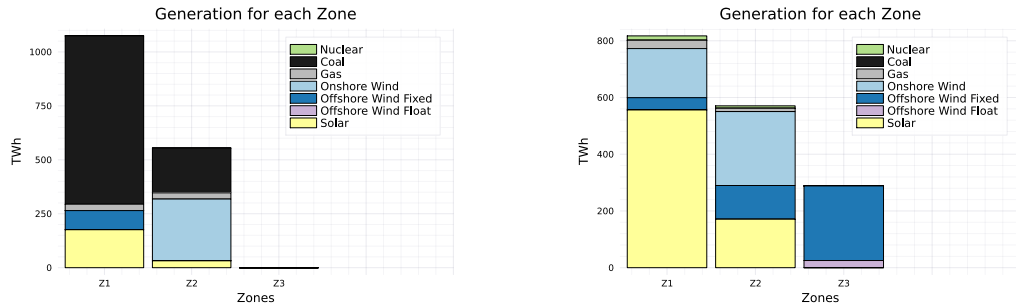 Generation for each Zone
1000
750
500
250
0
TWh
Nuclear
Coal
Gas
Onshore Wind
Offshore Wind Fixed
Offshore Wind Float
Solar
Z1 Z2 Z3
Zones
Generation for each Zone
800
600
400
200
0
TWh
Nuclear
Gas
Onshore Wind
Offshore Wind Fixed
Offshore Wind Float
Solar
Z1 Z2 Z3
Zones